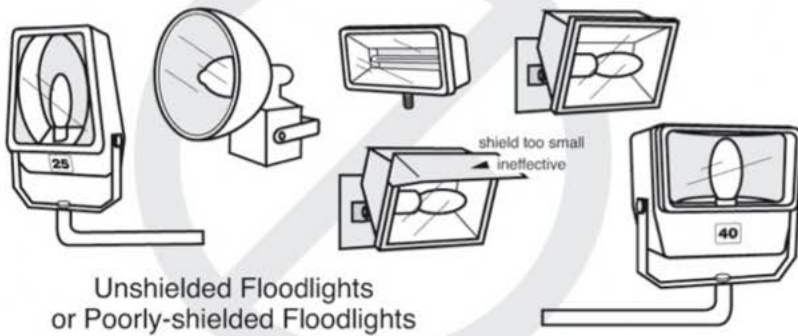 shield too small
ineffective
25
40
Unshielded Floodlights
or Poorly-shielded Floodlights